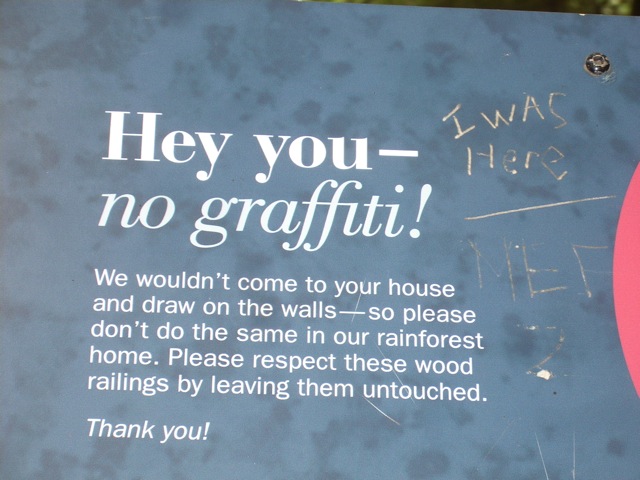 Hey you—
no graffiti!
We wouldn't come to your house
and draw on the walls—so please
don't do the same in our rainforest
home. Please respect these wood
railings by leaving them untouched.
Thank you!
I WAS
Here
ME
2